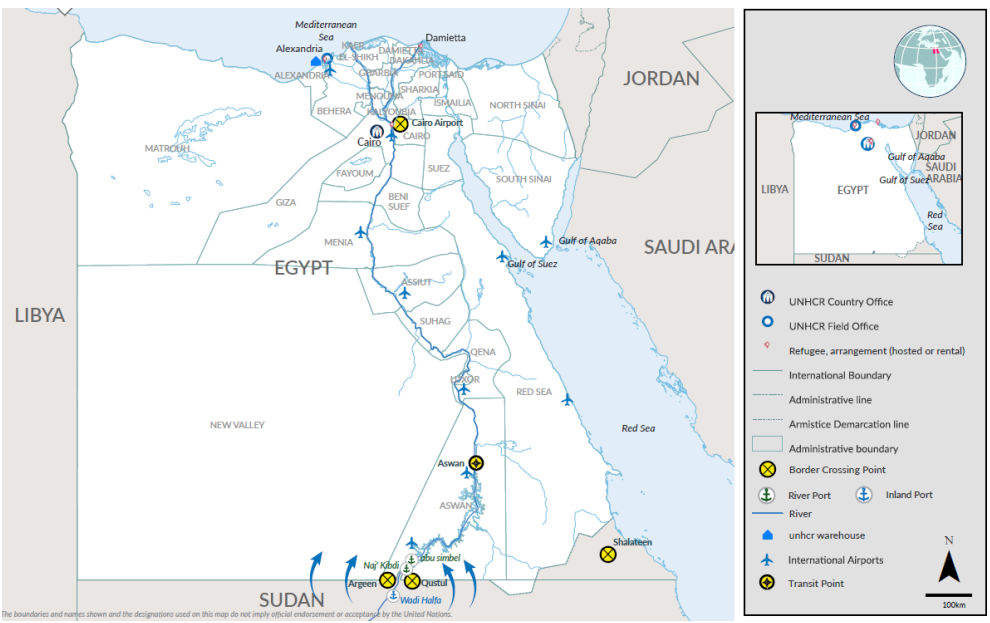 Mediterranean
Sea
Alexandria
Damietta
KAFR
EL-SHIKH
DAMIETTA
DAKAHLIA
ALEXANDRIA
GHARBIA
PORT SAID
SHARKIA
MENOUFIA
ISMAILIA
BEHERA
KALYOUBIA
NORTH SINAI
JORDAN
Cairo Airport
CAIRO
Cairo
MATROUH
FAYOUM
SUEZ
SOUTH SINAI
GIZA
BENI
SUEF
MENIA
Gulf of Aqaba
SAUDI ARA
Gulf of Suez
EGYPT
ASSIUT
LIBYA
SUHAG
QENA
LUXOR
RED SEA
NEW VALLEY
Red Sea
Aswan
ASWAN
Shalateen
abu simbel
Naj' Kibdi
Argeen
Qustul
SUDAN
Wadi Halfa
The boundaries and names shown and the designations used on this map do not imply official endorsement or acceptance by the United Nations.
Mediterranean Sea
JORDAN
Gulf of Aqaba
SAUDI
ARABIA
Gulf of Suez
LIBYA
EGYPT
Red
Sea
SUDAN
UNHCR Country Office
UNHCR Field Office
Refugee, arrangement (hosted or rental)
International Boundary
Administrative line
Armistice Demarcation line
Administrative boundary
Border Crossing Point
River Port
Inland Port
River
unhcr warehouse
International Airports
Transit Point
N
100km